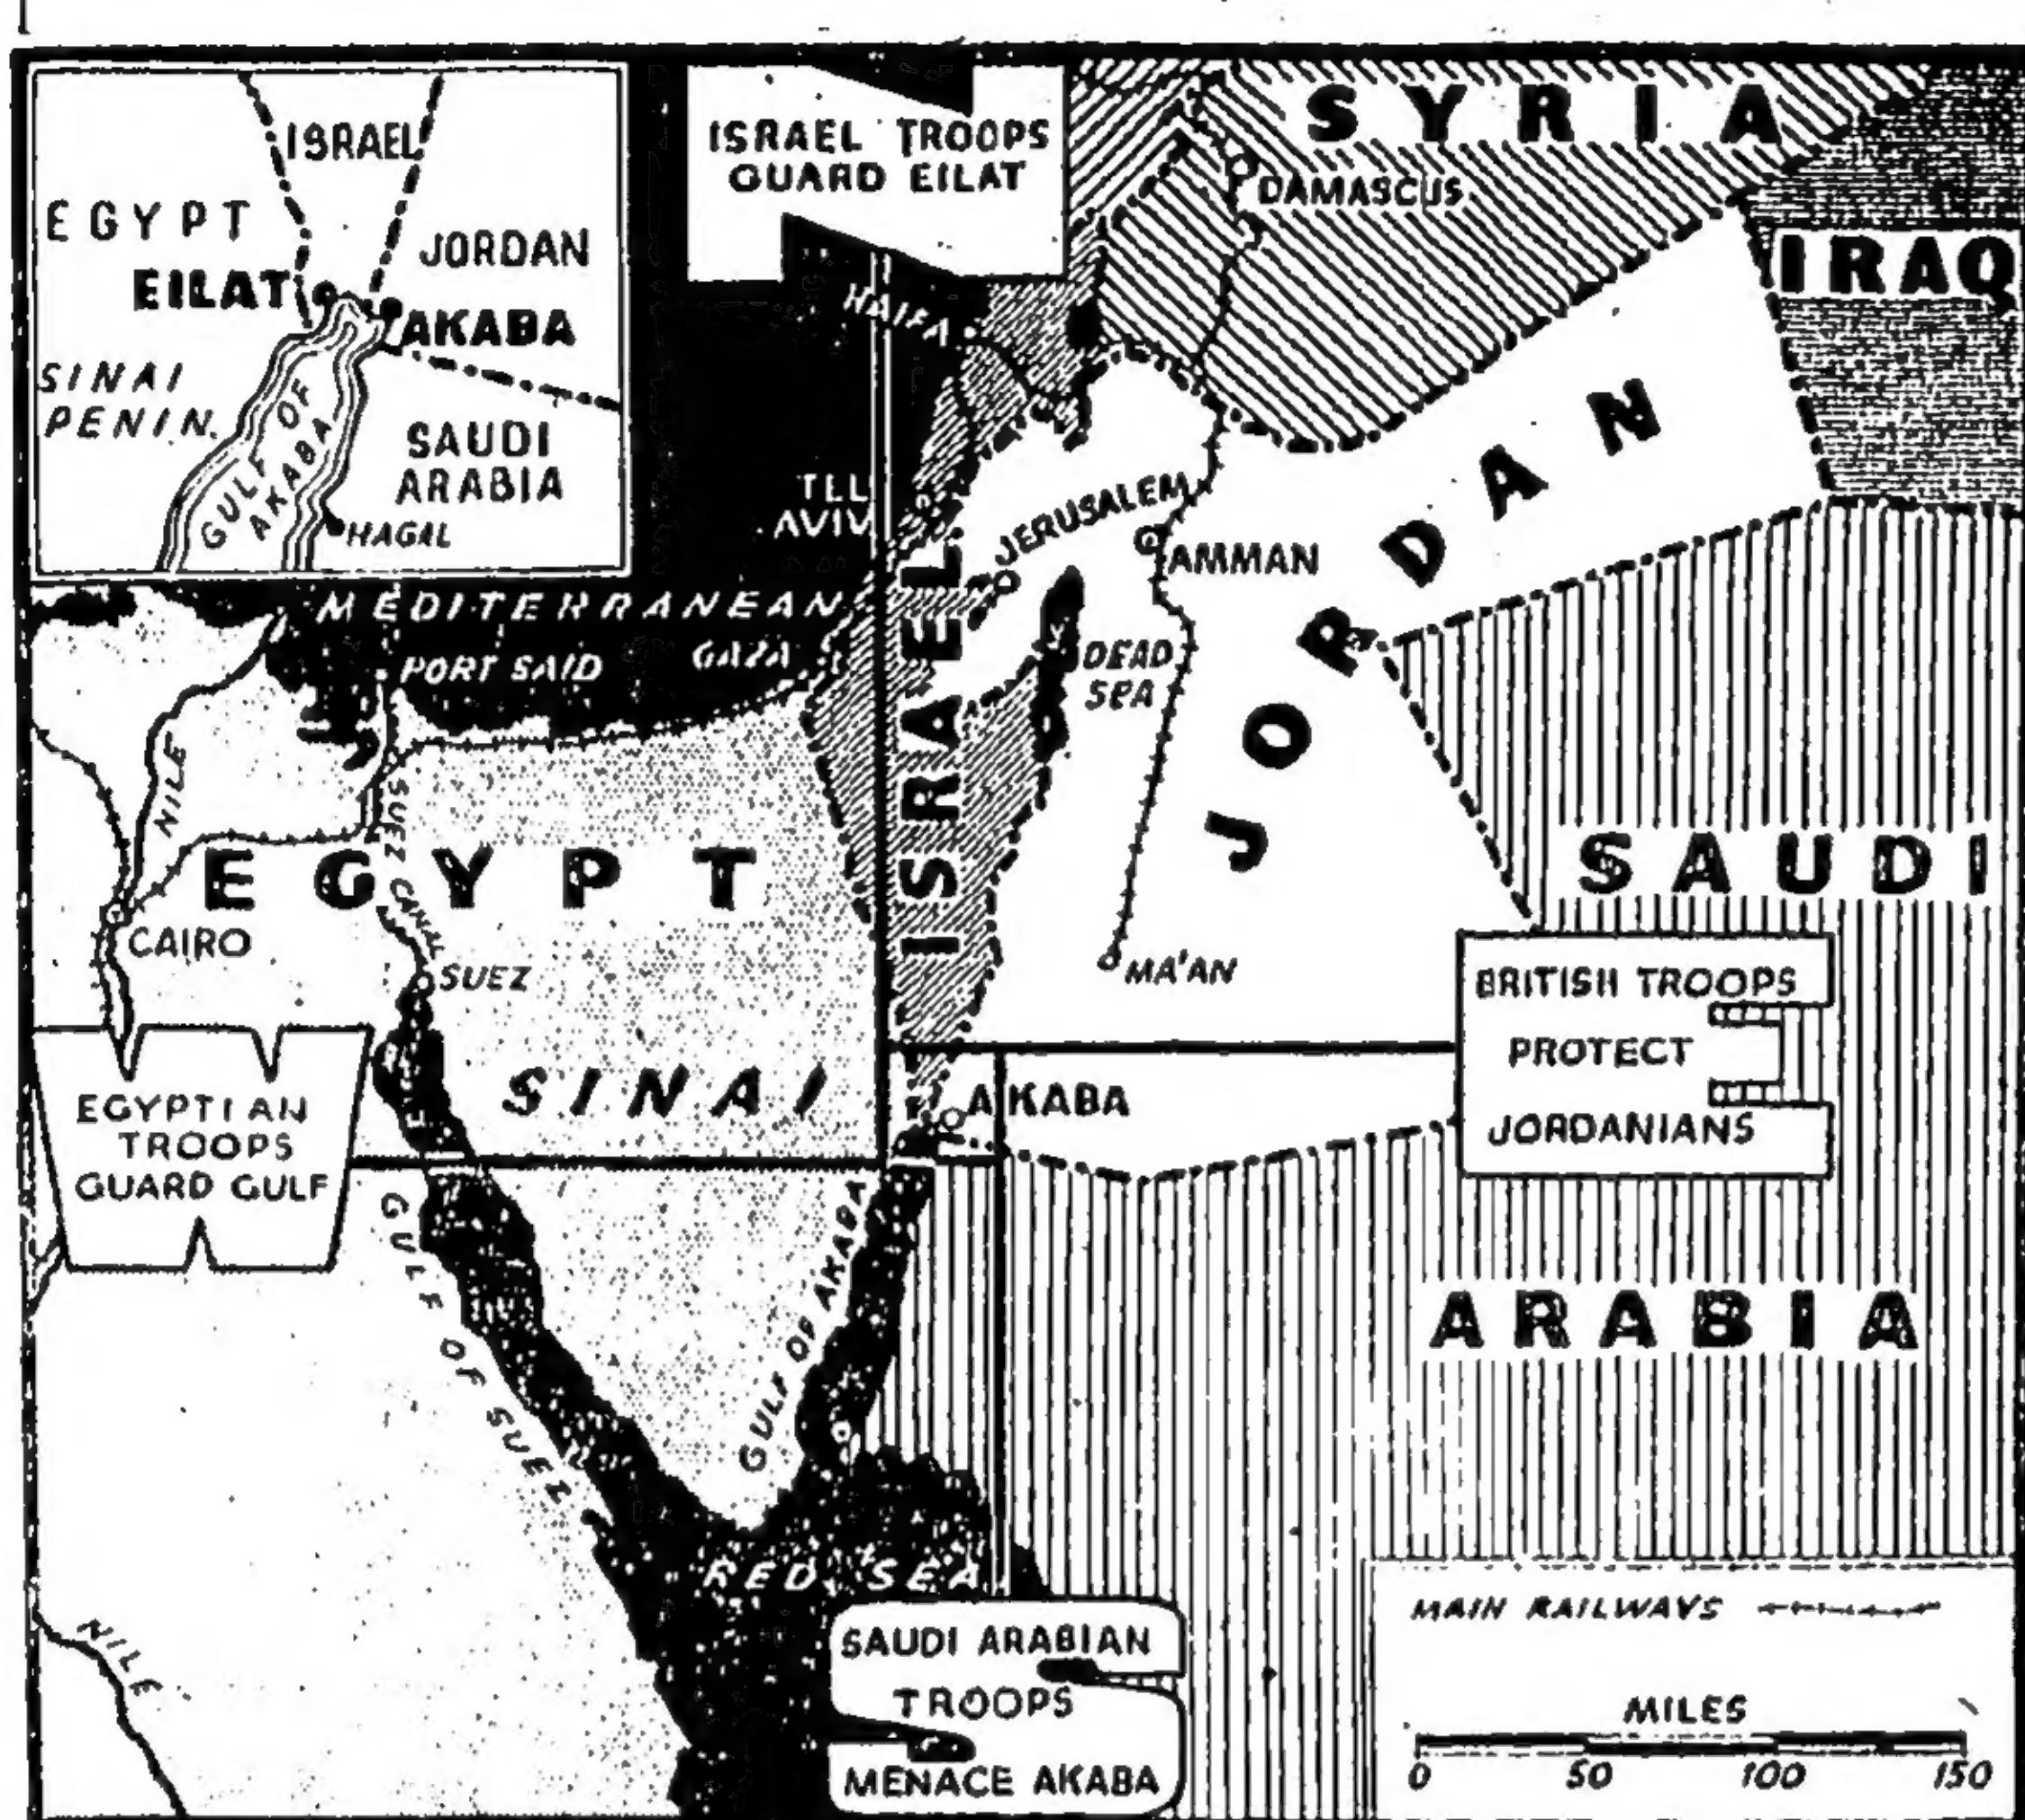 ISRAEL
EGYPT
JORDAN
EILAT
AKABA
SINAI
PENIN.
GULF OF
AKABA
SAUDI
ARABIA
HAGAL
ISRAEL TROOPS
GUARD EILAT
SYRIA
DAMASCUS
IRAQ
HAIFA
TEL
AVIV
JERUSALEM
AMMAN
JORDAN
ISRAEL
MEDITERRANEAN
PORT SAID
GAZA
DEAD
SEA
NILE
SUEZ CANAL
EGYPT
CAIRO
SUEZ
MA'AN
SAUDI
ARABIA
BRITISH TROOPS
PROTECT
JORDANIANS
SINAI
AKABA
EGYPTIAN
TROOPS
GUARD GULF
GULF OF SUEZ
GULF OF AKABA
RED SEA
NILE
SAUDI ARABIAN
TROOPS
MENACE AKABA
MAIN RAILWAYS
MILES
0 50 100 150